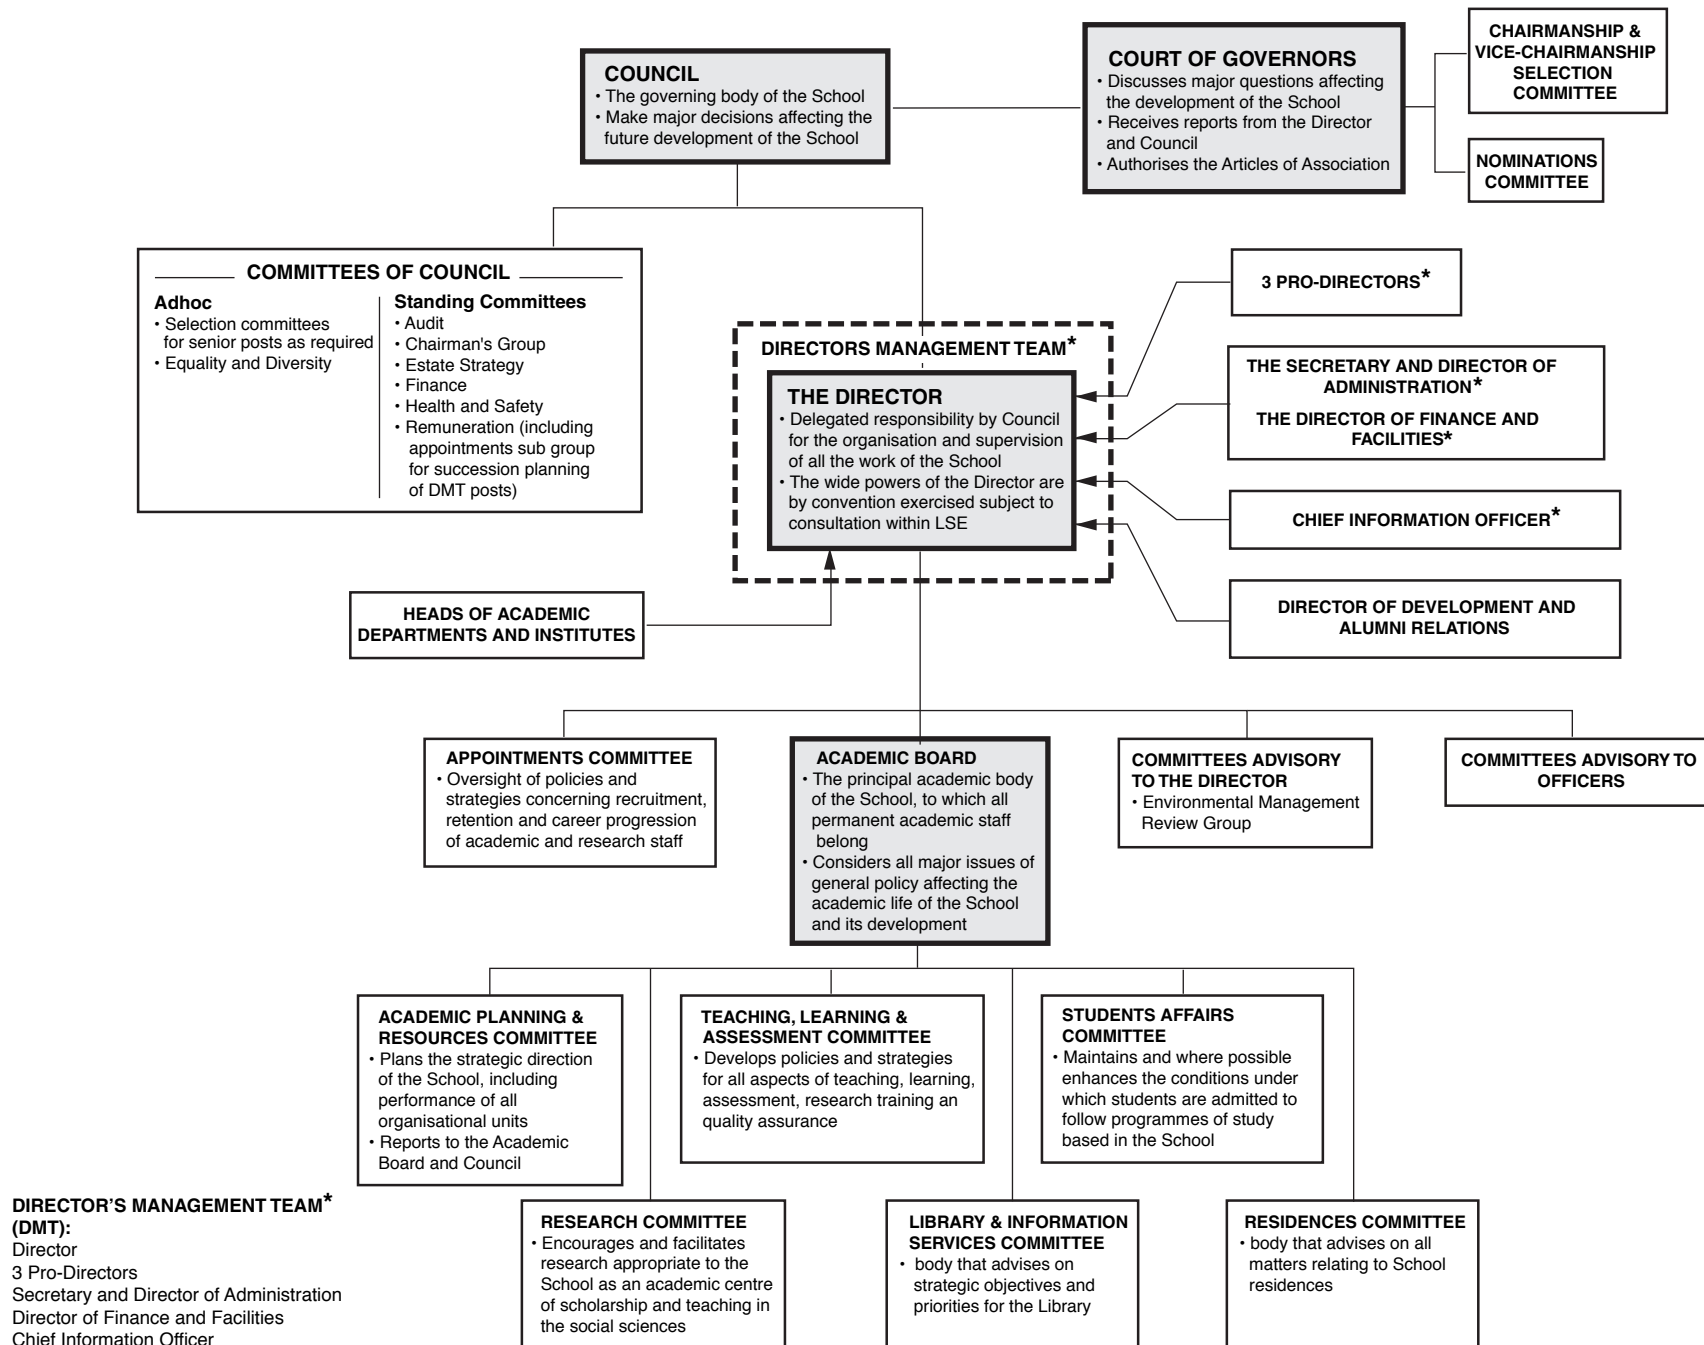 COUNCIL
• The governing body of the School
• Make major decisions affecting the
future development of the School
COURT OF GOVERNORS
• Discusses major questions affecting
the development of the School
• Receives reports from the Director
and Council
• Authorises the Articles of Association
CHAIRMANSHIP &
VICE-CHAIRMANSHIP
SELECTION
COMMITTEE
NOMINATIONS
COMMITTEE
COMMITTEES OF COUNCIL
Adhoc
• Selection committees
for senior posts as required
• Equality and Diversity
Standing Committees
• Audit
• Chairman's Group
• Estate Strategy
• Finance
• Health and Safety
• Remuneration (including
appointments sub group
for succession planning
of DMT posts)
DIRECTORS MANAGEMENT TEAM*
THE DIRECTOR
• Delegated responsibility by Council
for the organisation and supervision
of all the work of the School
• The wide powers of the Director are
by convention exercised subject to
consultation within LSE
3 PRO-DIRECTORS*
THE SECRETARY AND DIRECTOR OF
ADMINISTRATION*
THE DIRECTOR OF FINANCE AND
FACILITIES*
CHIEF INFORMATION OFFICER*
DIRECTOR OF DEVELOPMENT AND
ALUMNI RELATIONS
HEADS OF ACADEMIC
DEPARTMENTS AND INSTITUTES
APPOINTMENTS COMMITTEE
• Oversight of policies and
strategies concerning recruitment,
retention and career progression
of academic and research staff
ACADEMIC BOARD
• The principal academic body
of the School, to which all
permanent academic staff
belong
• Considers all major issues of
general policy affecting the
academic life of the School
and its development
COMMITTEES ADVISORY
TO THE DIRECTOR
• Environmental Management
Review Group
COMMITTEES ADVISORY TO
OFFICERS
ACADEMIC PLANNING &
RESOURCES COMMITTEE
• Plans the strategic direction
of the School, including
performance of all
organisational units
• Reports to the Academic
Board and Council
TEACHING, LEARNING &
ASSESSMENT COMMITTEE
• Develops policies and strategies
for all aspects of teaching, learning,
assessment, research training an
quality assurance
STUDENTS AFFAIRS
COMMITTEE
• Maintains and where possible
enhances the conditions under
which students are admitted to
follow programmes of study
based in the School
RESEARCH COMMITTEE
• Encourages and facilitates
research appropriate to the
School as an academic centre
of scholarship and teaching in
the social sciences
LIBRARY & INFORMATION
SERVICES COMMITTEE
• body that advises on
strategic objectives and
priorities for the Library
RESIDENCES COMMITTEE
• body that advises on all
matters relating to School
residences
DIRECTOR'S MANAGEMENT TEAM*
(DMT):
Director
3 Pro-Directors
Secretary and Director of Administration
Director of Finance and Facilities
Chief Information Officer